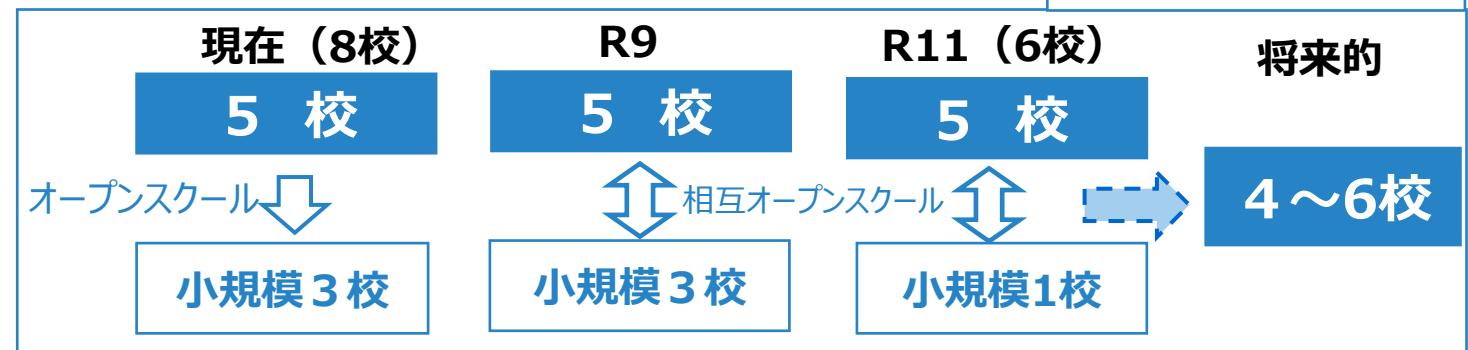 現在（8校） R9 R11（6校） 将来的
５　校 ５　校 ５　校
４～6校
オープンスクール 相互オープンスクール
小規模３校 小規模３校 小規模1校